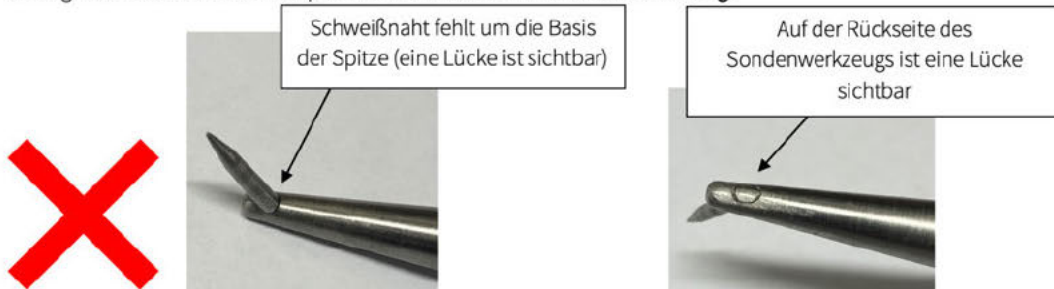 Schweißnaht fehlt um die Basis
der Spitze (eine Lücke ist sichtbar)
Auf der Rückseite des
Sondenwerkzeugs ist eine Lücke
sichtbar